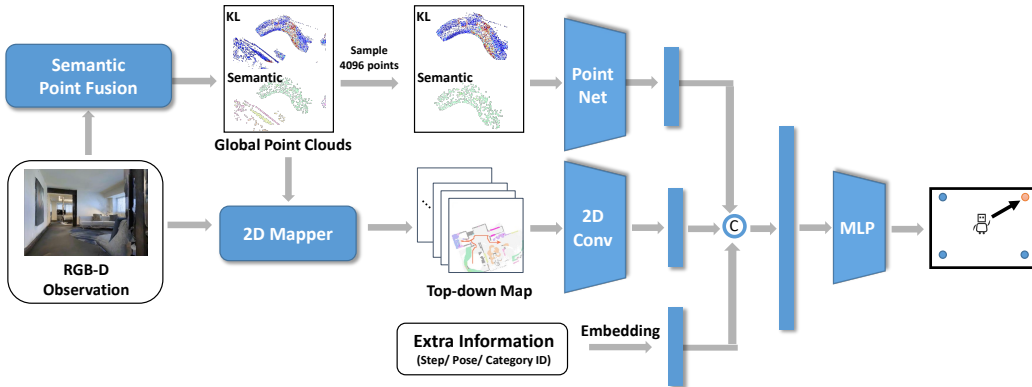 Semantic
Point Fusion
KL
Semantic
Global Point Clouds
Sample
4096 points
KL
Semantic
Point
Net
RGB-D
Observation
2D Mapper
Top-down Map
2D
Conv
C
MLP
Extra Information
(Step/ Pose/ Category ID)
Embedding